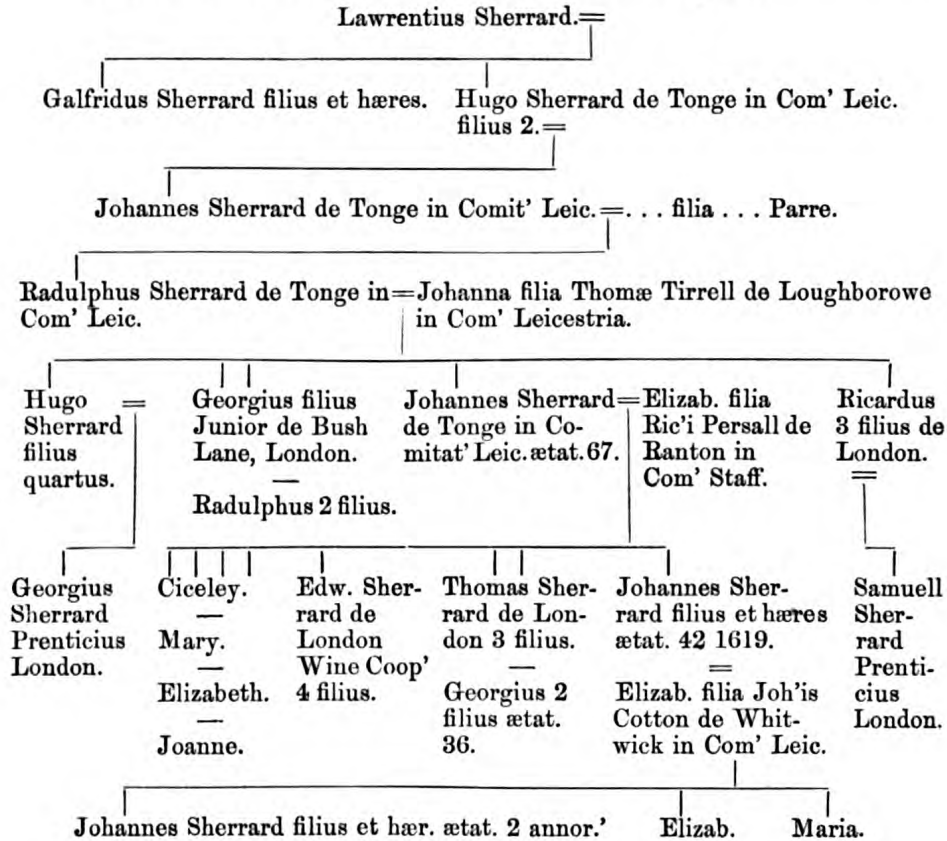 Lawrentius Sherrard.=
Galfridus Sherrard filius et hæres.
Hugo Sherrard de Tonge in Com' Leic.
filius 2.=
Johannes Sherrard de Tonge in Comit' Leic.=. . . filia . . . Parre.
Radulphus Sherrard de Tonge in=Johanna filia Thomæ Tirrell de Loughborowe
Com' Leic.
in Com' Leicestria.
Hugo =
Sherrard
filius
quartus.
Georgius filius
Junior de Bush
Lane, London.
—
Radulphus 2 filius.
Johannes Sherrard=
de Tonge in Co-
mitat' Leic. ætat. 67.
Elizab. filia
Ric'i Persall de
Ranton in
Com' Staff.
Ricardus
3 filius de
London.
=
Georgius
Sherrard
Prenticius
London.
Ciceley.
—
Mary.
—
Elizabeth.
—
Joanne.
Edw. Sher-
rard de
London
Wine Coop'
4 filius.
Thomas Sher-
rard de Lon-
don 3 filius.
—
Georgius 2
filius ætat.
36.
Johannes Sher-
rard filius et hæres
ætat. 42 1619.
=
Elizab. filia Joh'is
Cotton de Whit-
wick in Com' Leic.
Samuell
Sher-
rard
Prenti-
cius
London.
Johannes Sherrard filius et hær. ætat. 2 annor.'
Elizab.
Maria.